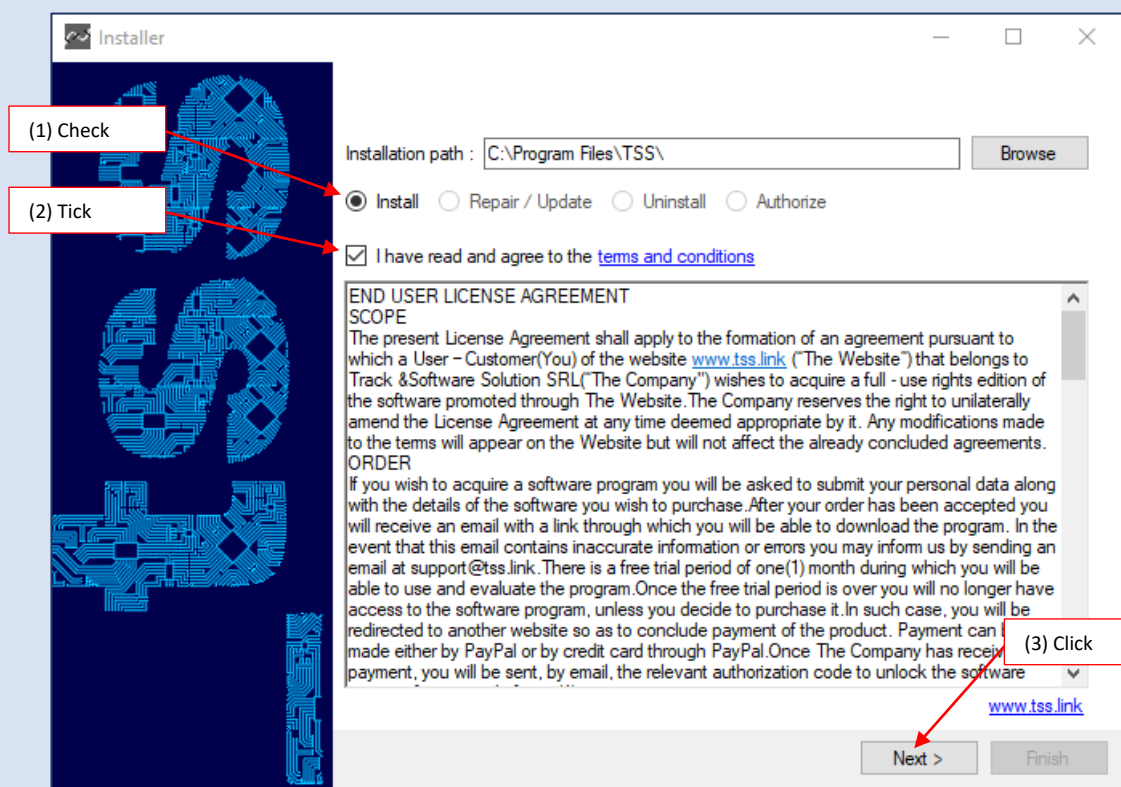 Installer
(1) Check
Installation path : C:\Program Files\TSS\ Browse
(2) Tick
Install Repair / Update Uninstall Authorize
I have read and agree to the terms and conditions
END USER LICENSE AGREEMENT
SCOPE
The present License Agreement shall apply to the formation of an agreement pursuant to
which a User – Customer(You) of the website www.tss.link ("The Website") that belongs to
Track &Software Solution SRL("The Company") wishes to acquire a full - use rights edition of
the software promoted through The Website.The Company reserves the right to unilaterally
amend the License Agreement at any time deemed appropriate by it. Any modifications made
to the terms will appear on the Website but will not affect the already concluded agreements.
ORDER
If you wish to acquire a software program you will be asked to submit your personal data along
with the details of the software you wish to purchase.After your order has been accepted you
will receive an email with a link through which you will be able to download the program. In the
event that this email contains inaccurate information or errors you may inform us by sending an
email at support@tss.link.There is a free trial period of one(1) month during which you will be
able to use and evaluate the program.Once the free trial period is over you will no longer have
access to the software program, unless you decide to purchase it.In such case, you will be
redirected to another website so as to conclude payment of the product. Payment can
made either by PayPal or by credit card through PayPal.Once The Company has
(3) Click
payment, you will be sent, by email, the relevant authorization code to unlock the software
www.tss.link
Next > Finish
TSS